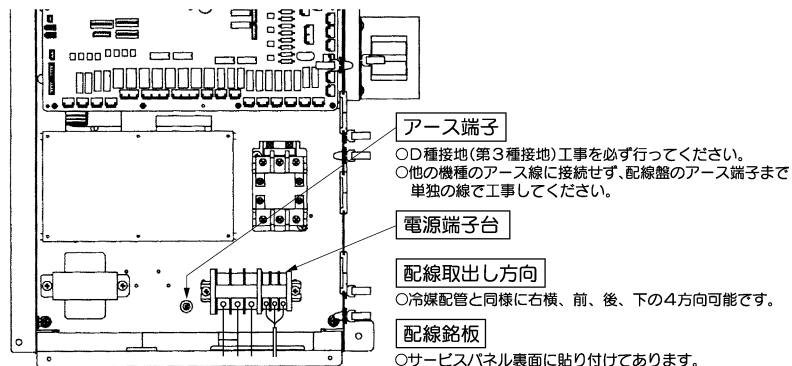 アース端子
○D種接地(第3種接地)工事を必ず行ってください。
○他の機種のアース線に接続せず、配線盤のアース端子まで
単独の線で工事してください。
電源端子台
配線取出し方向
○冷媒配管と同様に右横、前、後、下の4方向可能です。
配線銘板
○サービスパネル裏面に貼り付けてあります。